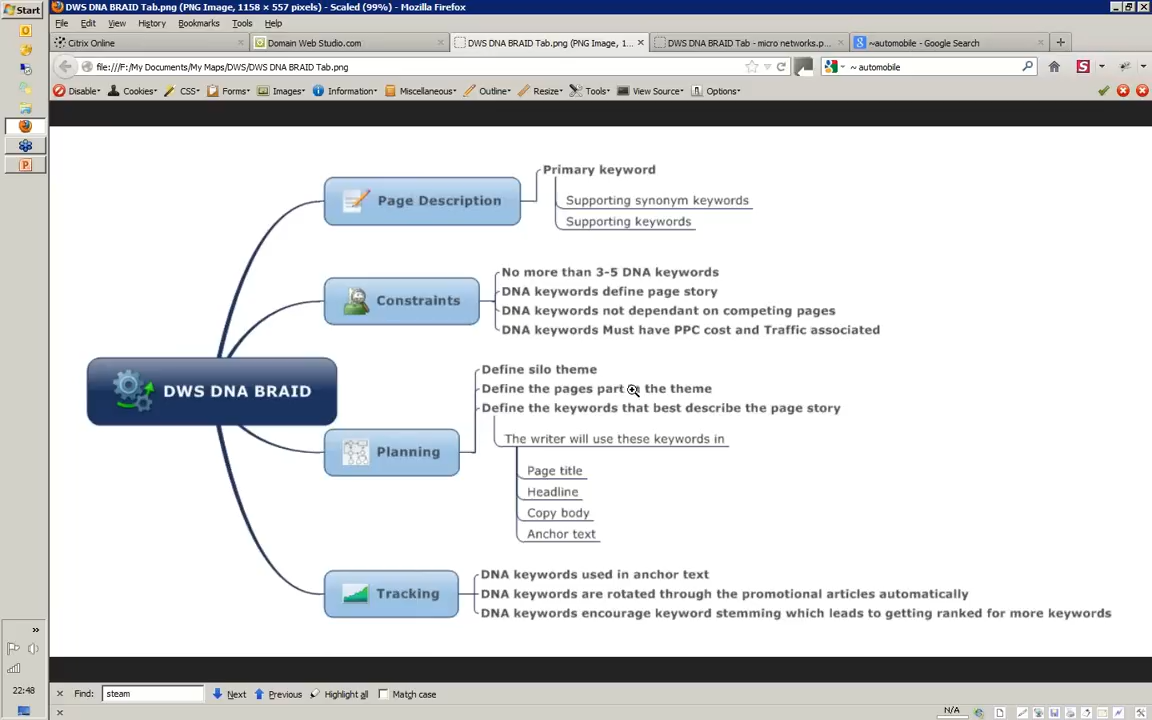 Start
DWS DNA BRAID Tab.png (PNG Image, 1158 × 557 pixels) - Scaled (99%) - Mozilla Firefox
File Edit View History Bookmarks Tools Help
Citrix Online
Domain Web Studio.com
DWS DNA BRAID Tab.png (PNG Image, 1...
DWS DNA BRAID Tab - micro networks.p...
~automobile - Google Search
file:///F:/My Documents/My Maps/DWS/DWS DNA BRAID Tab.png
~ automobile
Disable Cookies CSS Forms Images Information Miscellaneous Outline Resize Tools View Source Options
Primary keyword
Page Description
Supporting synonym keywords
Supporting keywords
No more than 3-5 DNA keywords
DNA keywords define page story
Constraints
DNA keywords not dependant on competing pages
DNA keywords Must have PPC cost and Traffic associated
Define silo theme
Define the pages part in the theme
DWS DNA BRAID
Define the keywords that best describe the page story
The writer will use these keywords in
Planning
Page title
Headline
Copy body
Anchor text
DNA keywords used in anchor text
Tracking
DNA keywords are rotated through the promotional articles automatically
DNA keywords encourage keyword stemming which leads to getting ranked for more keywords
22:48
Find: steam Next Previous Highlight all Match case
N/A